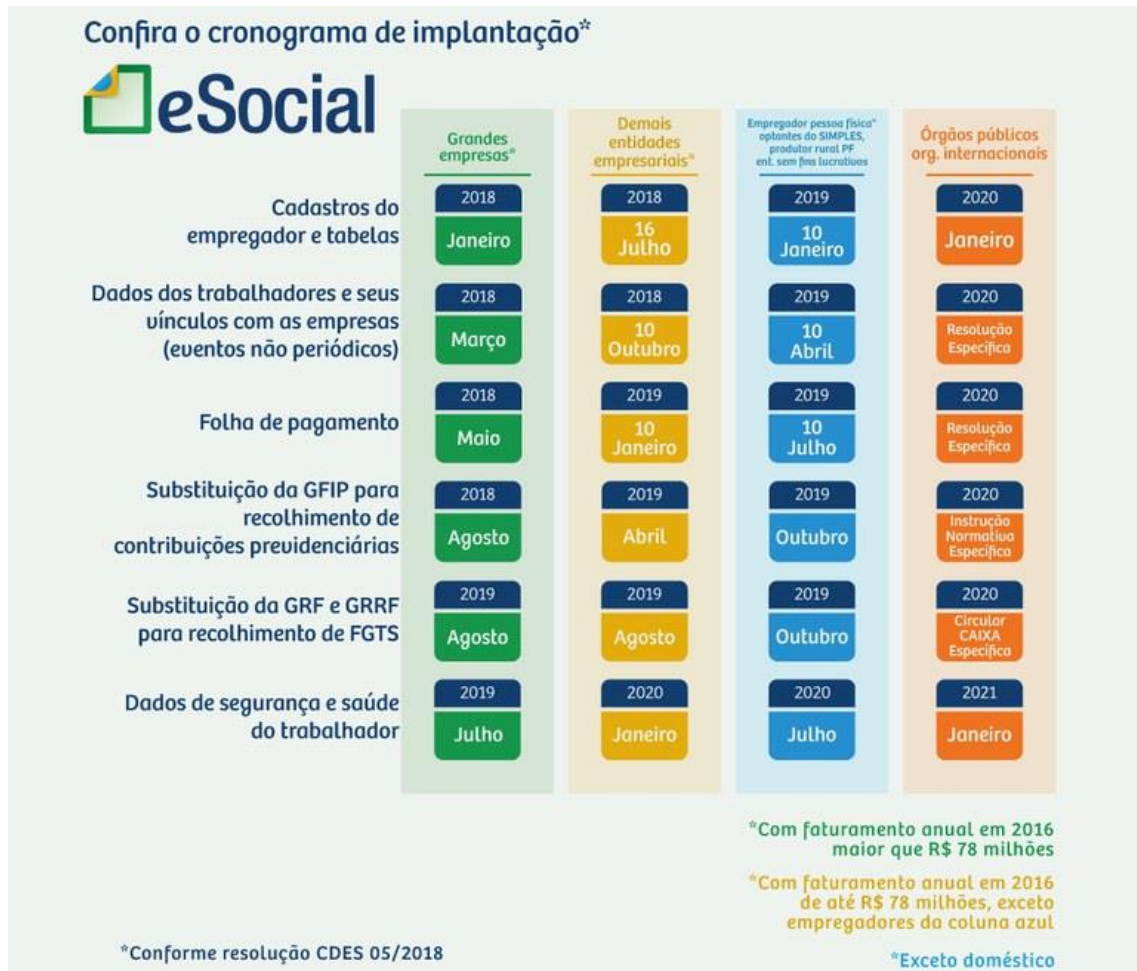 Confira o cronograma de implantação*
eSocial
Grandes
empresas*
Demais
entidades
empresariais*
Empregador pessoa física*
optantes do SIMPLES,
produtor rural PF
ent. sem fins lucrativos
Órgãos públicos
org. internacionais
Cadastros do
empregador e tabelas
2018
Janeiro
2018
16
Julho
2019
10
Janeiro
2020
Janeiro
Dados dos trabalhadores e seus
vínculos com as empresas
(eventos não periódicos)
2018
Março
2018
10
Outubro
2019
10
Abril
2020
Resolução
Específica
Folha de pagamento
2018
Maio
2019
10
Janeiro
2019
10
Julho
2020
Resolução
Específica
Substituição da GFIP para
recolhimento de
contribuições previdenciárias
2018
Agosto
2019
Abril
2019
Outubro
2020
Instrução
Normativa
Específica
Substituição da GRF e GRRF
para recolhimento de FGTS
2019
Agosto
2019
Agosto
2019
Outubro
2020
Circular
CAIXA
Específica
Dados de segurança e saúde
do trabalhador
2019
Julho
2020
Janeiro
2020
Julho
2021
Janeiro
*Com faturamento anual em 2016
maior que R$ 78 milhões
*Com faturamento anual em 2016
de até R$ 78 milhões, exceto
empregadores da coluna azul
*Conforme resolução CDES 05/2018
*Exceto doméstico